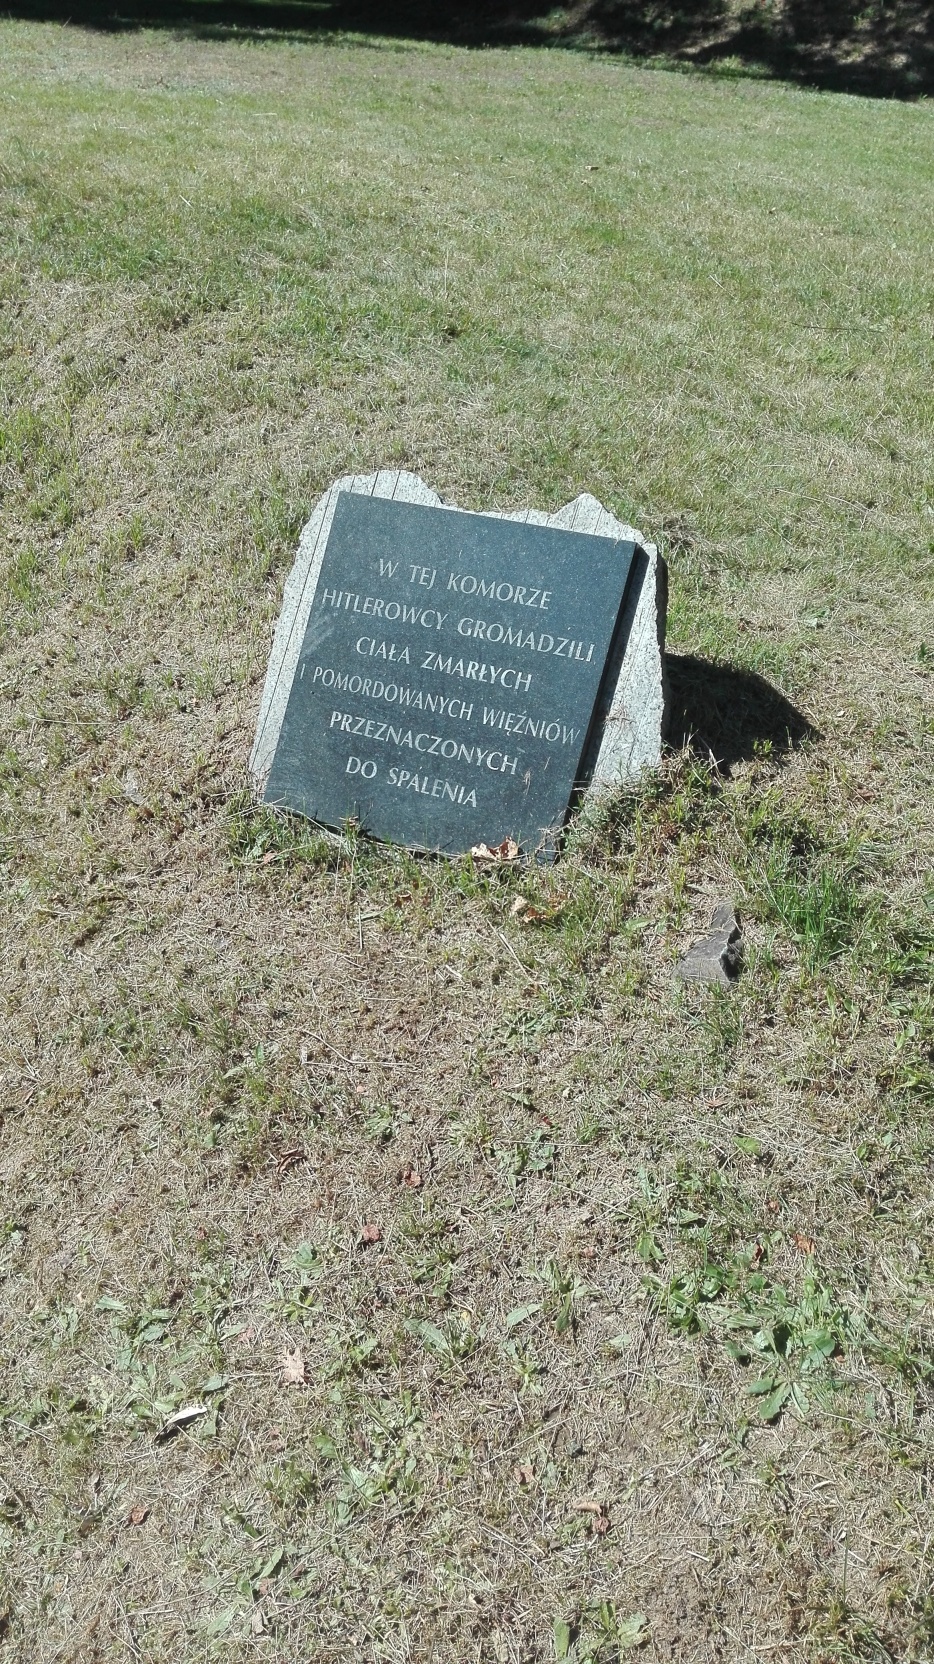 W TEJ KOMORZE
HITLEROWCY GROMADZILI
CIAŁA ZMARŁYCH
I POMORDOWANYCH WIĘŹNIÓW
PRZEZNACZONYCH
DO SPALENIA